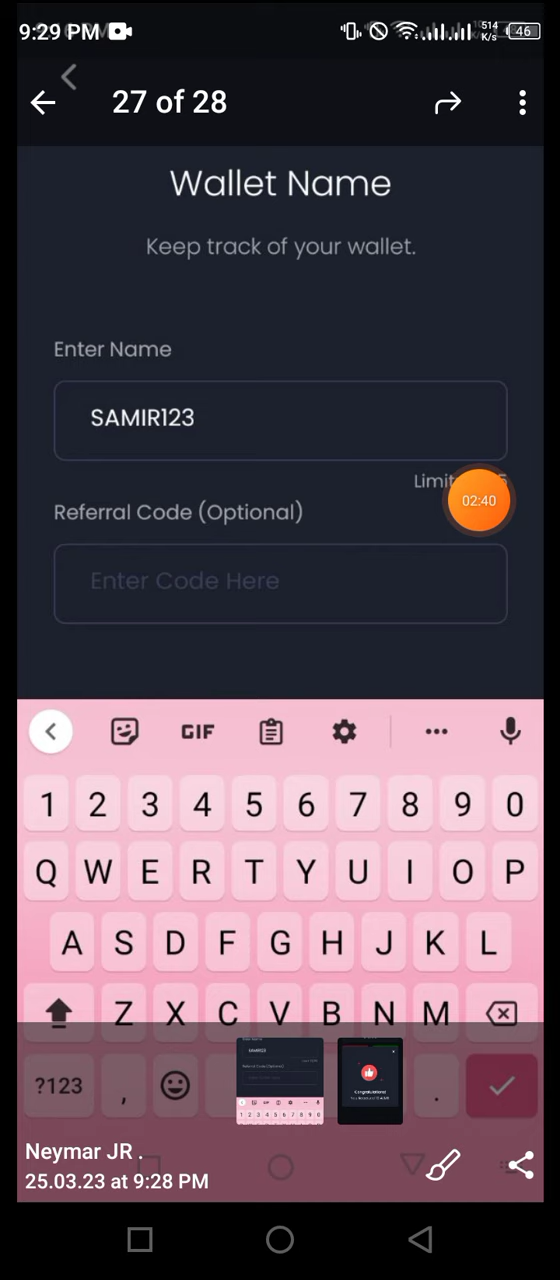 9:29 PM
514
K/s
46
27 of 28
Wallet Name
Keep track of your wallet.
Enter Name
SAMIR123
02:40
Referral Code (Optional)
Enter Code Here
GIF
1 2 3 4 5 6 7 8 9 0
Q W E R T Y U I O P
A S D F G H J K L
Z X C V B N M
?123 , .
SAMIR123
Congratulations!
Neymar JR .
25.03.23 at 9:28 PM